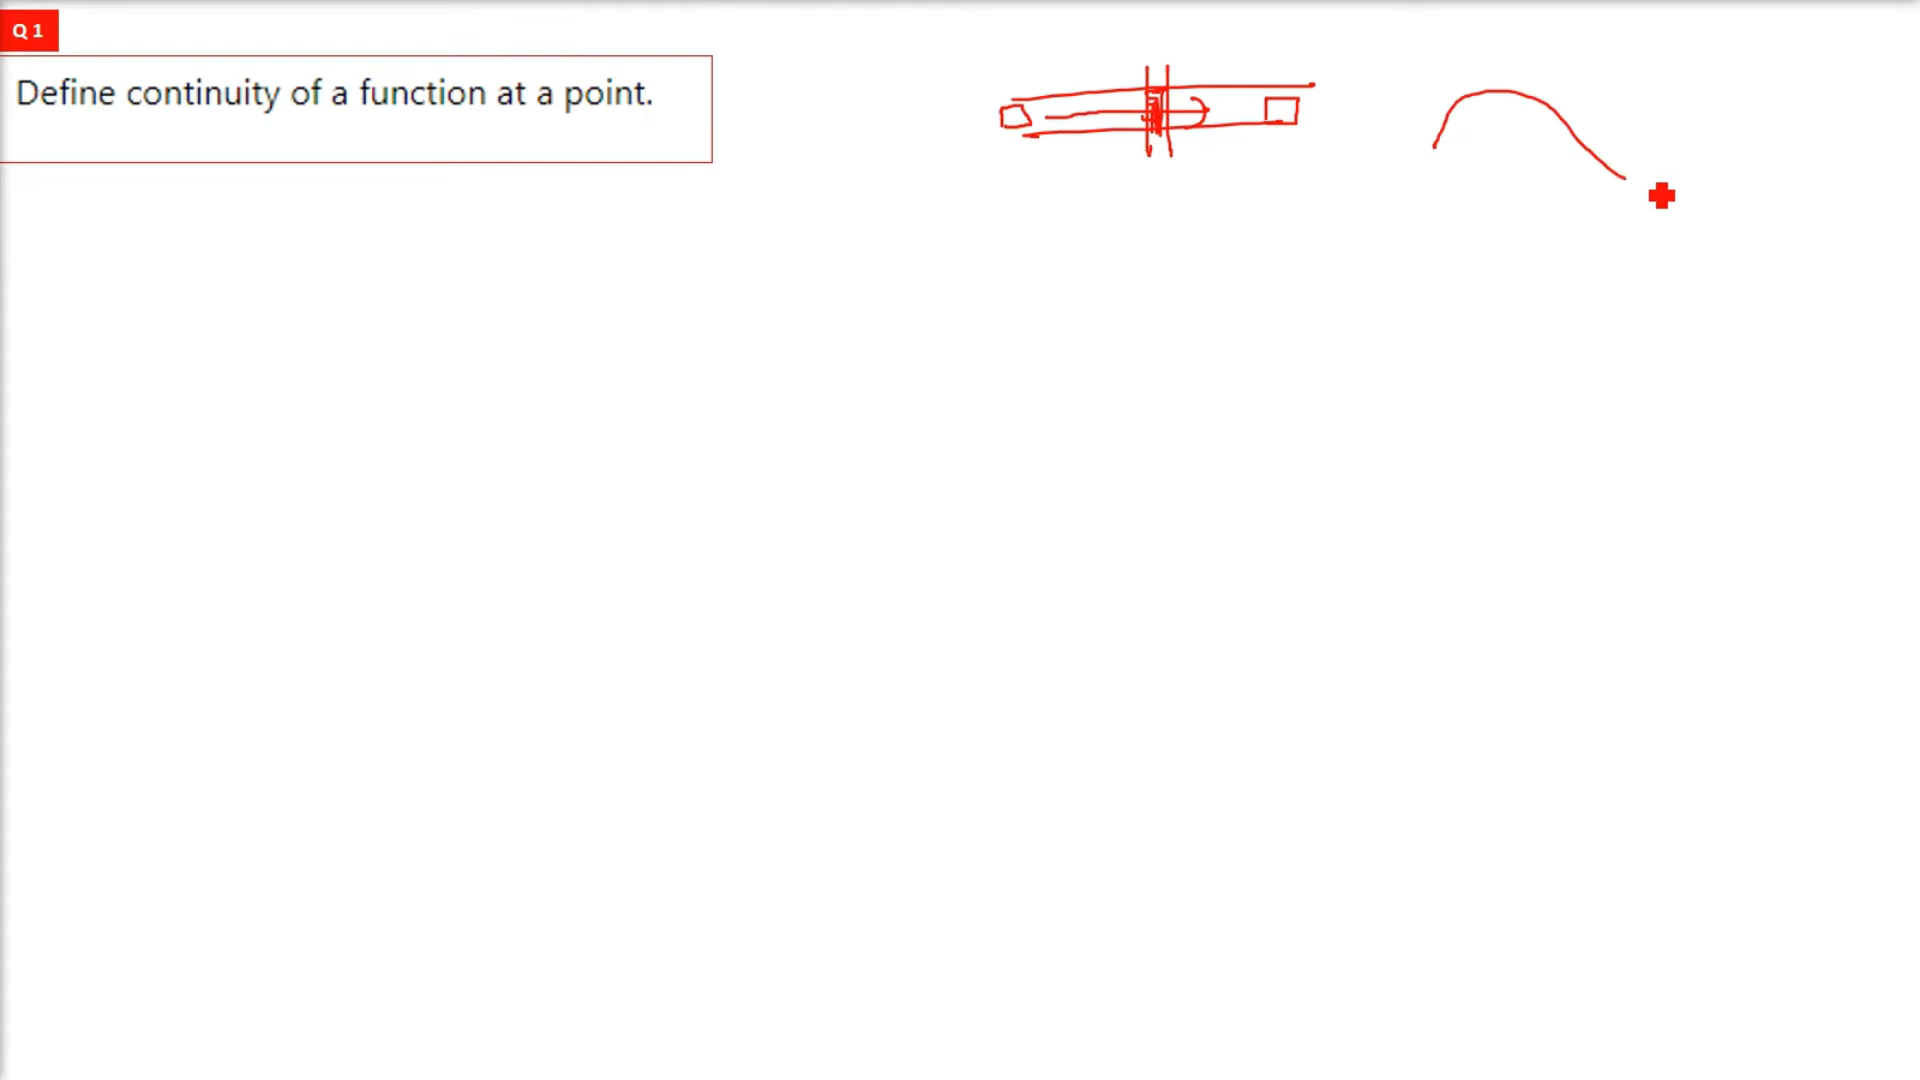 Q 1
Define continuity of a function at a point.